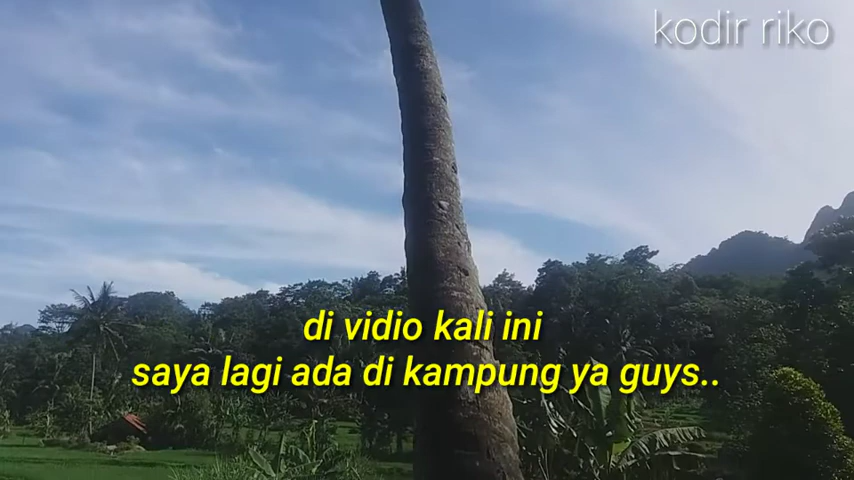 kodir riko
di vidio kali ini
saya lagi ada di kampung ya guys..